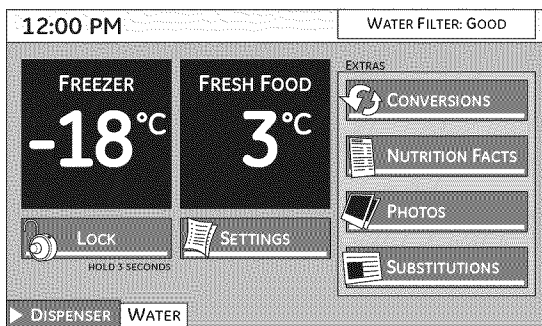 12:00 PM
WATER FILTER: GOOD
FREEZER
-18°C
FRESH FOOD
3°C
EXTRAS
CONVERSIONS
NUTRITION FACTS
PHOTOS
SUBSTITUTIONS
LOCK
HOLD 3 SECONDS
SETTINGS
DISPENSER
WATER